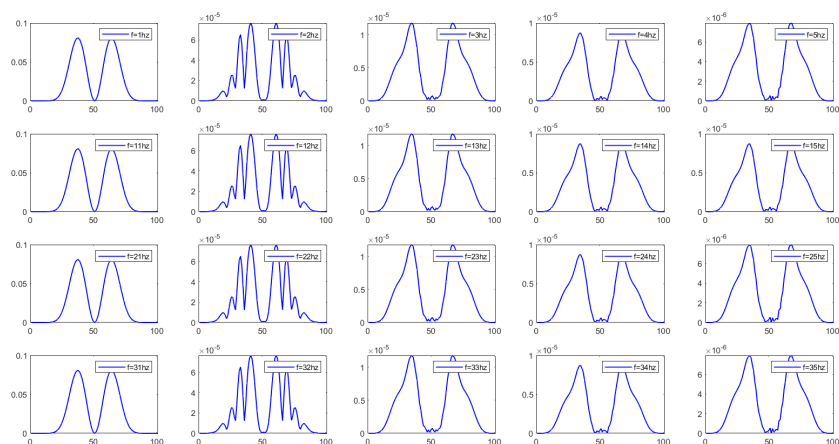 ×10⁻⁵ ×10⁻⁵ ×10⁻⁵ ×10⁻⁶
0.1 f=1hz f=2hz f=3hz f=4hz f=5hz
6 1 1 6
0.05 4 0.5 0.5 4
2 2
0 0 0 0 0
0 50 100 0 50 100 0 50 100 0 50 100 0 50 100
×10⁻⁵ ×10⁻⁵ ×10⁻⁵ ×10⁻⁶
0.1 f=11hz f=12hz f=13hz f=14hz f=15hz
6 1 1 6
0.05 4 0.5 0.5 4
2 2
0 0 0 0 0
0 50 100 0 50 100 0 50 100 0 50 100 0 50 100
×10⁻⁵ ×10⁻⁵ ×10⁻⁵ ×10⁻⁶
0.1 f=21hz f=22hz f=23hz f=24hz f=25hz
6 1 1 6
0.05 4 0.5 0.5 4
2 2
0 0 0 0 0
0 50 100 0 50 100 0 50 100 0 50 100 0 50 100
×10⁻⁵ ×10⁻⁵ ×10⁻⁵ ×10⁻⁶
0.1 f=31hz f=32hz f=33hz f=34hz f=35hz
6 1 1 6
0.05 4 0.5 0.5 4
2 2
0 0 0 0 0
0 50 100 0 50 100 0 50 100 0 50 100 0 50 100